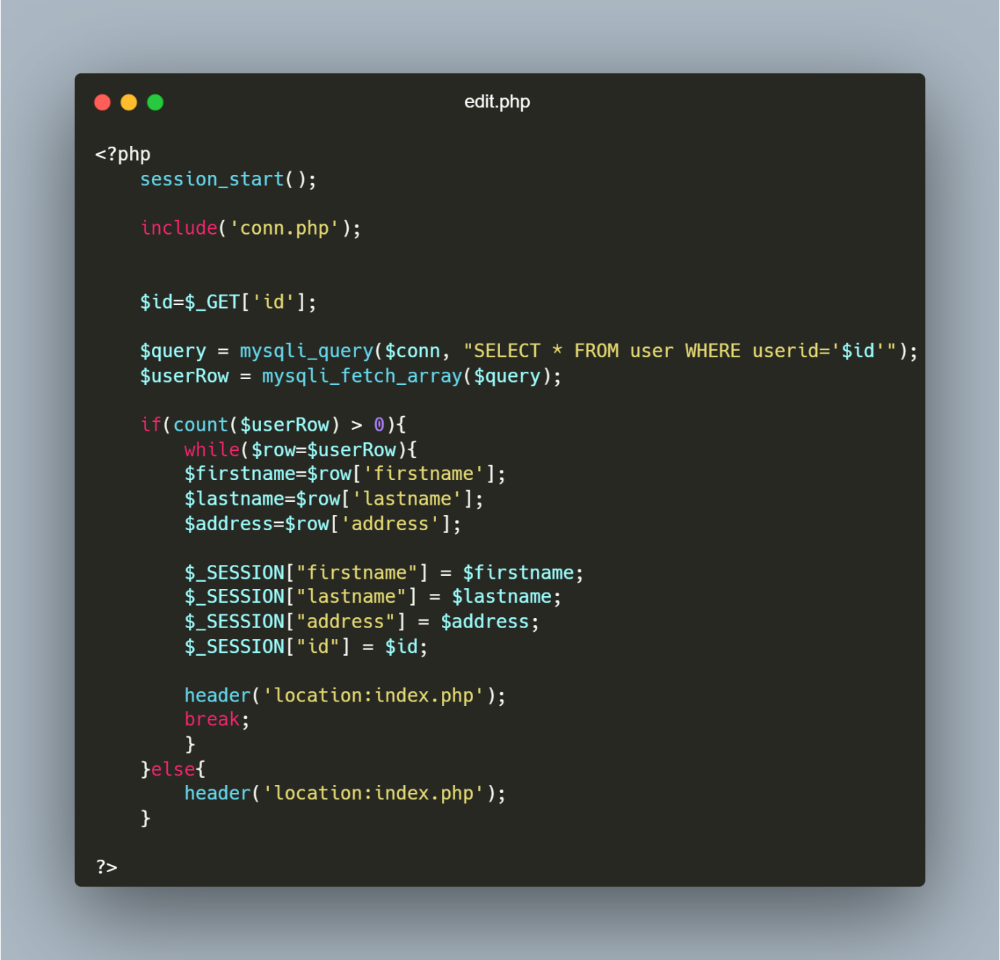 edit.php
<?php
    session_start();
    include('conn.php');
    $id=$_GET['id'];
    $query = mysqli_query($conn, "SELECT * FROM user WHERE userid='$id'");
    $userRow = mysqli_fetch_array($query);
    if(count($userRow) > 0){
        while($row=$userRow){
        $firstname=$row['firstname'];
        $lastname=$row['lastname'];
        $address=$row['address'];
        $_SESSION["firstname"] = $firstname;
        $_SESSION["lastname"] = $lastname;
        $_SESSION["address"] = $address;
        $_SESSION["id"] = $id;
        header('location:index.php');
        break;
        }
    }else{
        header('location:index.php');
    }
?>